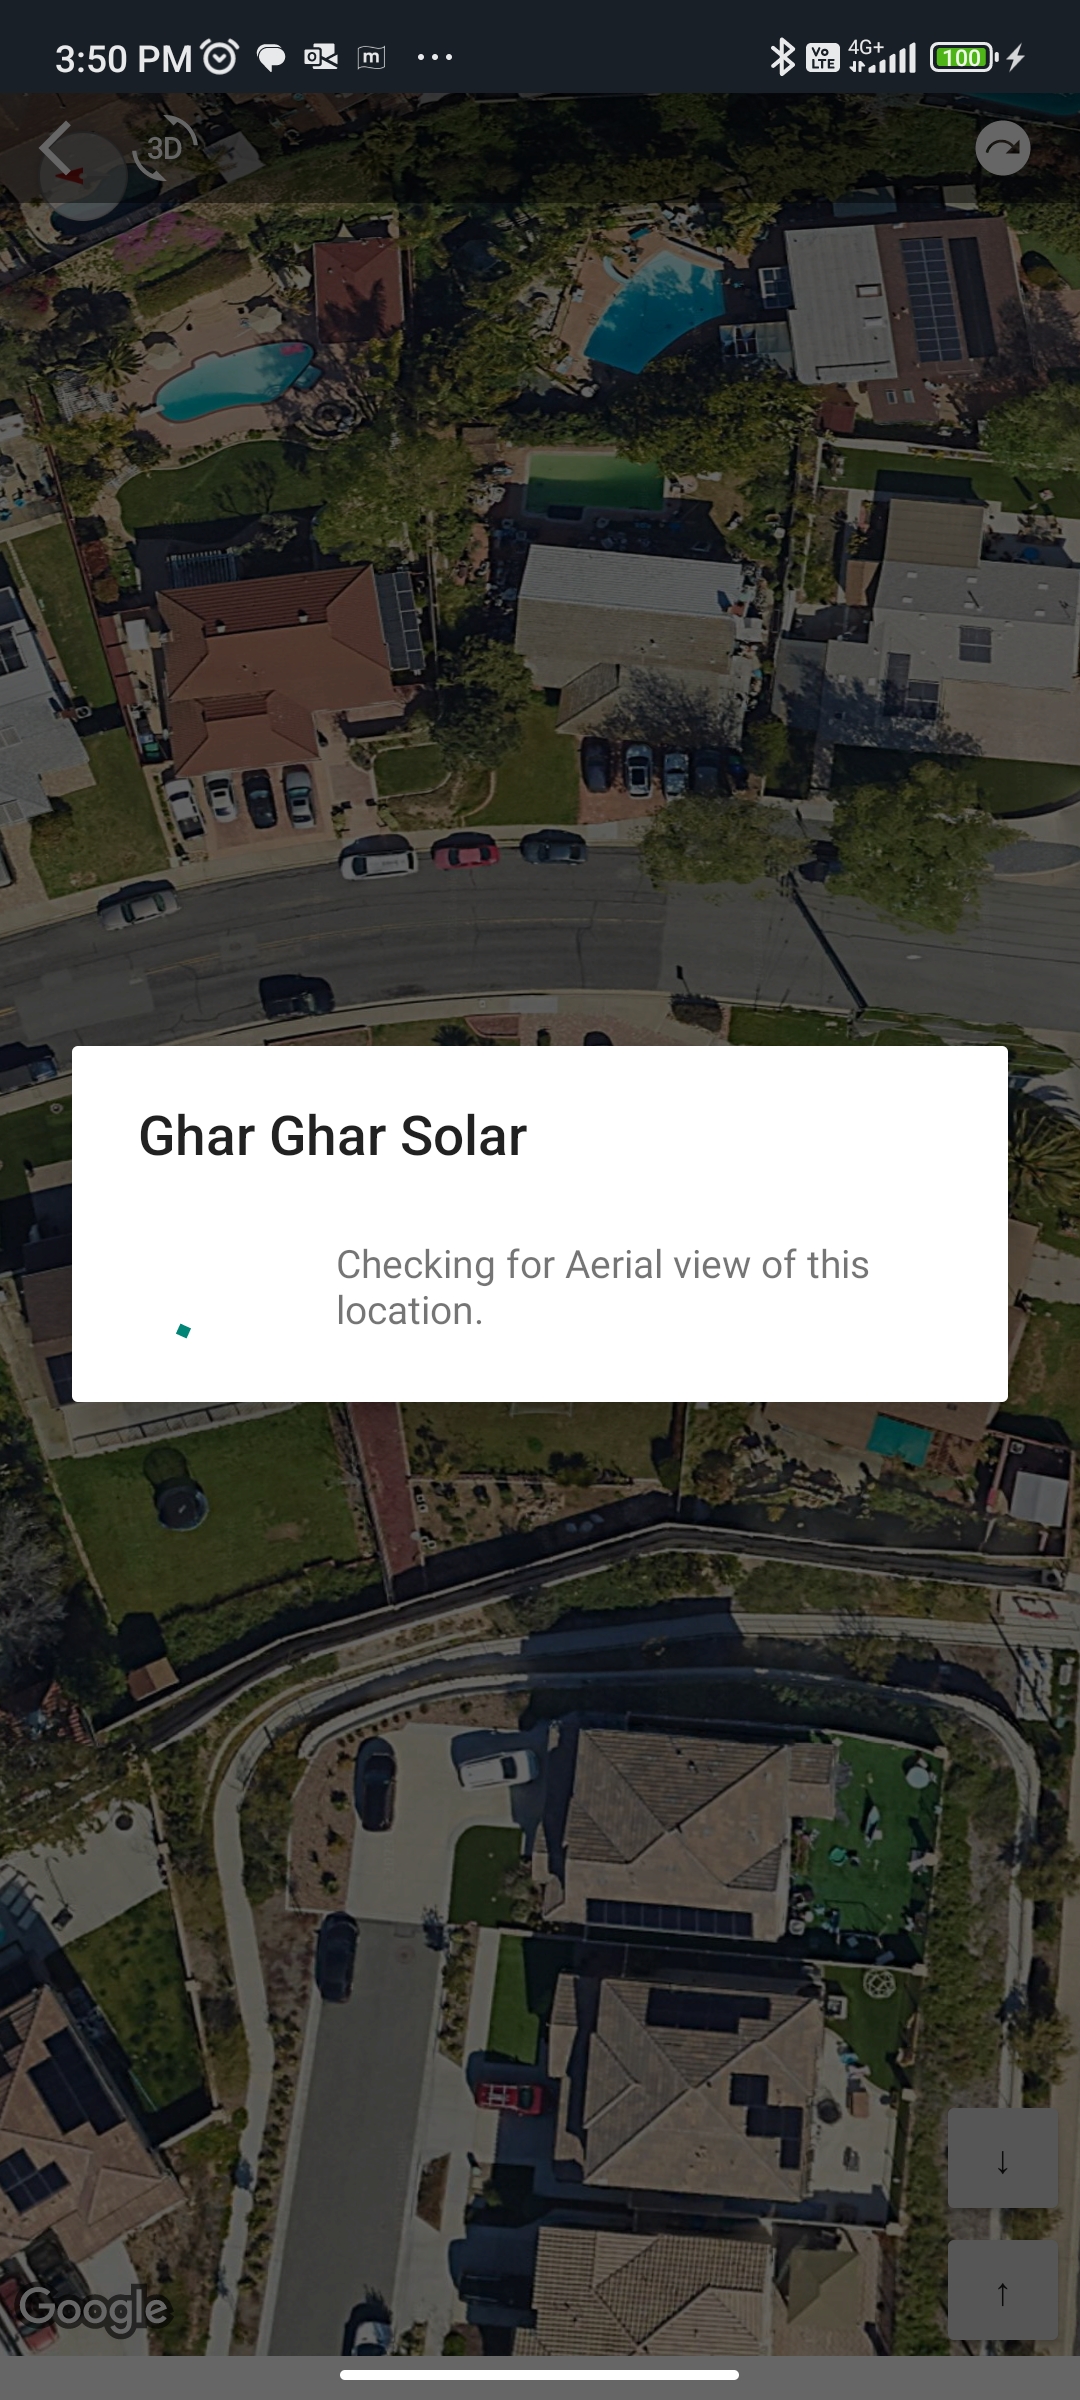 3:50 PM
Vo
LTE
4G+
100
3D
Ghar Ghar Solar
Checking for Aerial view of this
location.
↓
↑
Google